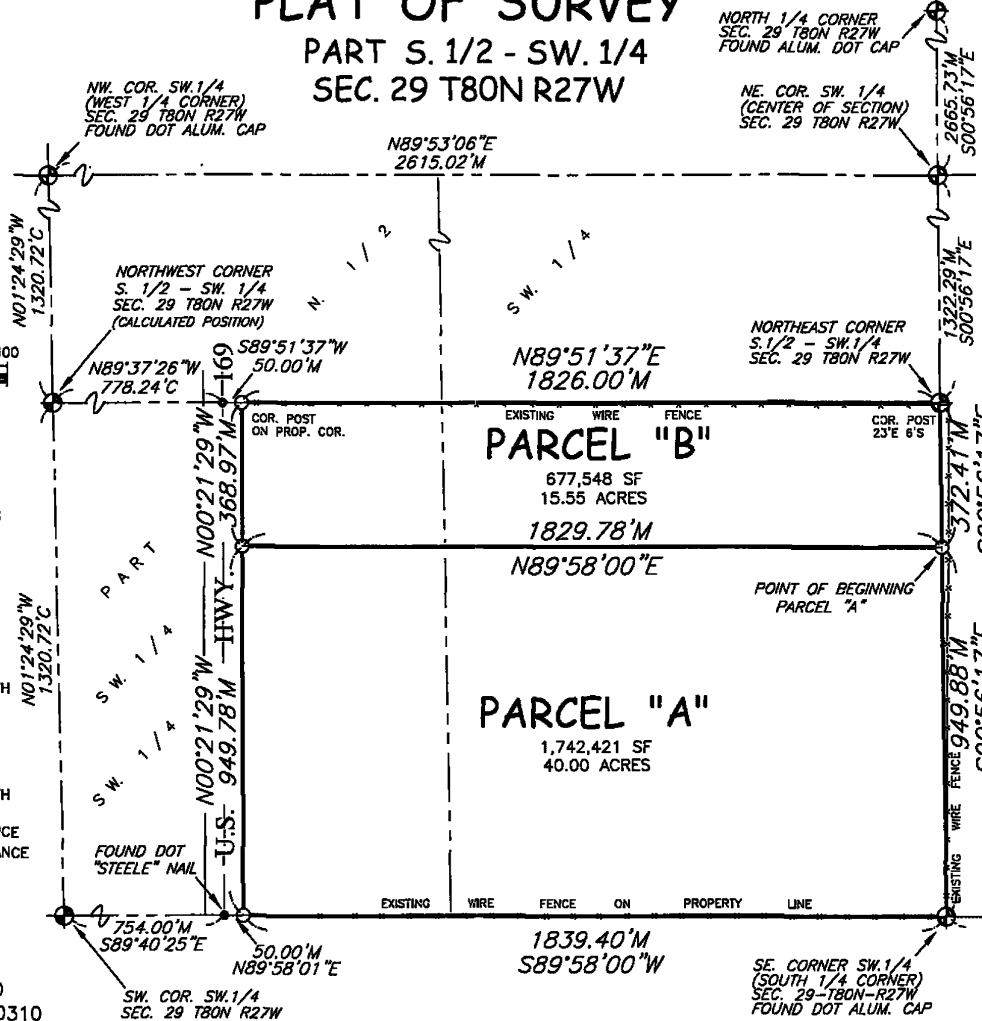 PLAT OF SURVEY
PART S. 1/2 - SW. 1/4
SEC. 29 T80N R27W
NORTH 1/4 CORNER
SEC. 29 T80N R27W
FOUND ALUM. DOT CAP
NW. COR. SW.1/4
(WEST 1/4 CORNER)
SEC. 29 T80N R27W
FOUND DOT ALUM. CAP
NE. COR. SW. 1/4
(CENTER OF SECTION)
SEC. 29 T80N R27W
2665.73'M
S00°56'17"E
N89°53'06"E
2615.02'M
N01°24'29"W
1320.72'C
N. 1/2
SW. 1/4
1322.29'M
S00°56'17"E
NORTHWEST CORNER
S. 1/2 - SW. 1/4
SEC. 29 T80N R27W
(CALCULATED POSITION)
NORTHEAST CORNER
S.1/2 - SW.1/4
SEC. 29 T80N R27W
N89°37'26"W
778.24'C
S89°51'37"W
50.00'M
N89°51'37"E
1826.00'M
COR. POST
ON PROP. COR.
EXISTING WIRE FENCE
COR. POST
23'E 6'S
PARCEL "B"
677,548 SF
15.55 ACRES
N00°21'29"W
368.97'M
372.41'M
1829.78'M
N89°58'00"E
POINT OF BEGINNING
PARCEL "A"
PART
SW. 1/4
SW. 1/4
N01°24'29"W
1320.72'C
U.S. HWY. 169
N00°21'29"W
949.78'M
PARCEL "A"
1,742,421 SF
40.00 ACRES
949.88'M
S00°56'17"E
EXISTING WIRE FENCE
FOUND DOT
"STEELE" NAIL
EXISTING WIRE FENCE ON PROPERTY LINE
754.00'M
S89°40'25"E
50.00'M
N89°58'01"E
1839.40'M
S89°58'00"W
SW. COR. SW.1/4
SEC. 29 T80N R27W
SE. CORNER SW.1/4
(SOUTH 1/4 CORNER)
SEC. 29-T80N-R27W
FOUND DOT ALUM. CAP
0310